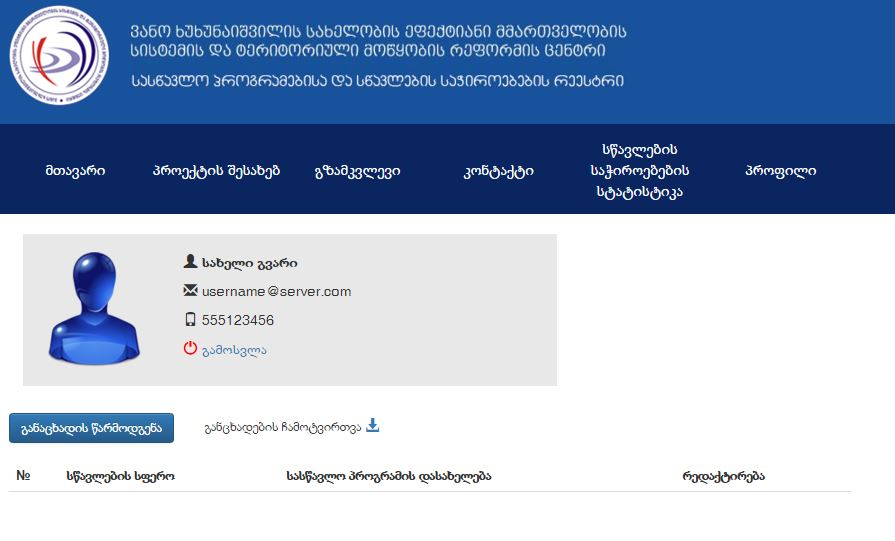 ვანო ხუხუნაიშვილის სახელობის ეფექტიანი მმართველობის
სისტემის და ტერიტორიული მოწყობის რეფორმის ცენტრი
სასწავლო პროგრამებისა და სწავლების საჭიროებების რეესტრი
მთავარი
პროექტის შესახებ
გზამკვლევი
კონტაქტი
სწავლების
საჭიროებების
სტატისტიკა
პროფილი
სახელი გვარი
username@server.com
555123456
გამოსვლა
განაცხადის წარმოდგენა
განცხადების ჩამოტვირთვა
№ სწავლების სფერო სასწავლო პროგრამის დასახელება რედაქტირება